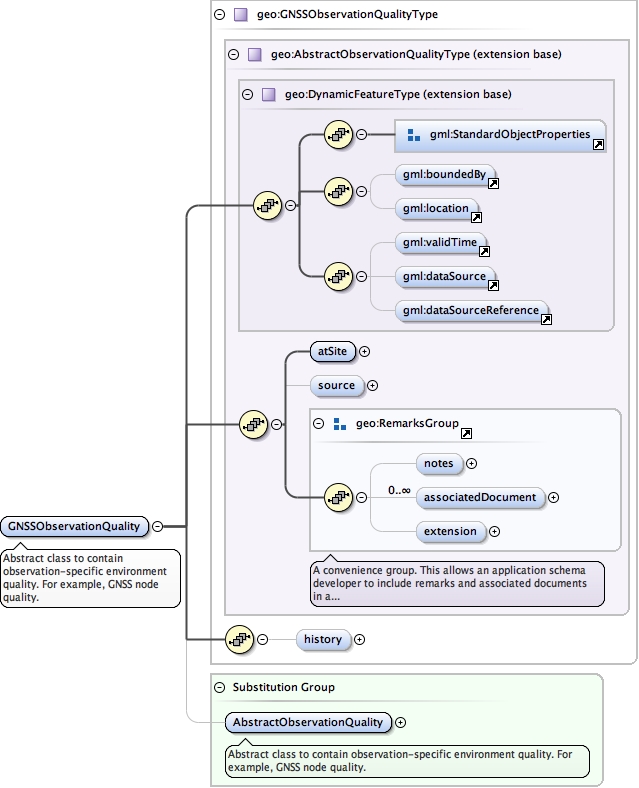 geo:GNSSObservationQualityType
geo:AbstractObservationQualityType (extension base)
geo:DynamicFeatureType (extension base)
gml:StandardObjectProperties
gml:boundedBy
gml:location
gml:validTime
gml:dataSource
gml:dataSourceReference
atSite
source
geo:RemarksGroup
notes
0..∞
associatedDocument
extension
A convenience group. This allows an application schema
developer to include remarks and associated documents
in a...
GNSSObservationQuality
Abstract class to contain
observation-specific environment
quality. For example, GNSS node
quality.
history
Substitution Group
AbstractObservationQuality
Abstract class to contain observation-specific environment quality. For
example, GNSS node quality.